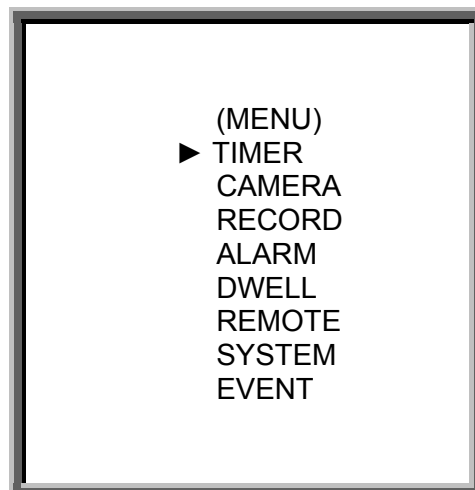 (MENU)
► TIMER
CAMERA
RECORD
ALARM
DWELL
REMOTE
SYSTEM
EVENT